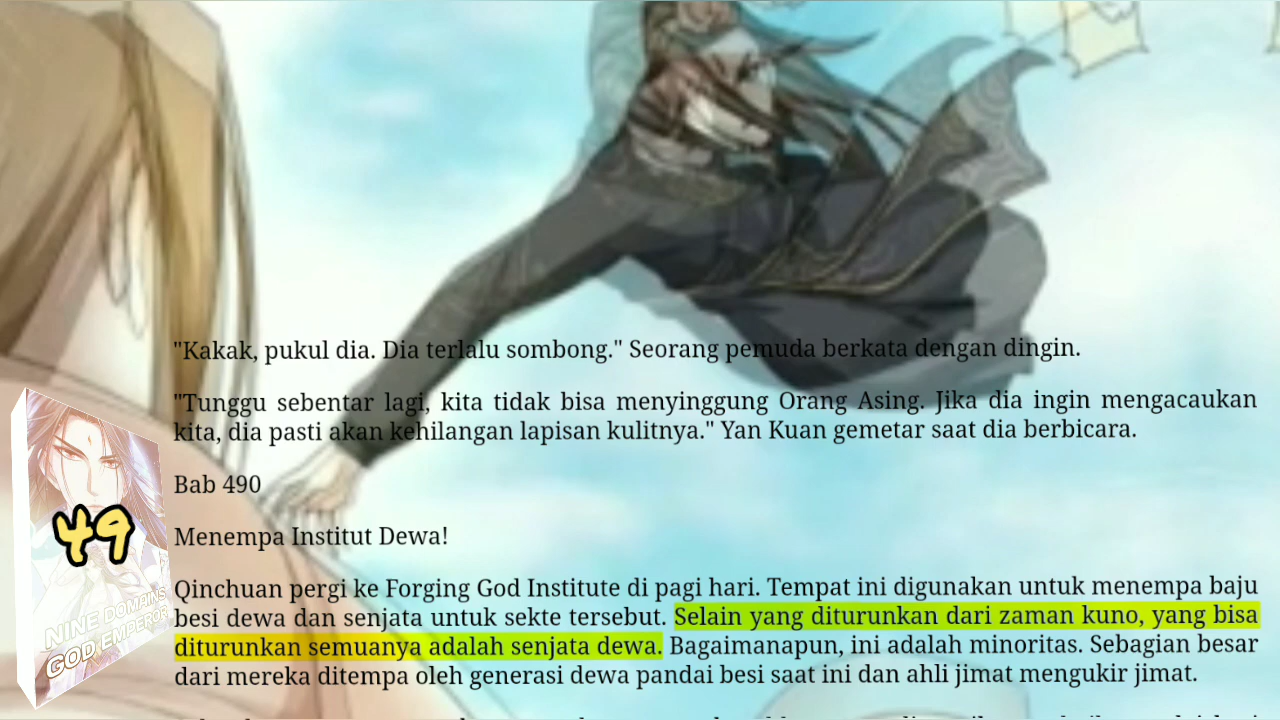 "Kakak, pukul dia. Dia terlalu sombong." Seorang pemuda berkata dengan dingin.
"Tunggu sebentar lagi, kita tidak bisa menyinggung Orang Asing. Jika dia ingin mengacaukan
kita, dia pasti akan kehilangan lapisan kulitnya." Yan Kuan gemetar saat dia berbicara.
Bab 490
Menempa Institut Dewa!
Qinchuan pergi ke Forging God Institute di pagi hari. Tempat ini digunakan untuk menempa baju
besi dewa dan senjata untuk sekte tersebut. Selain yang diturunkan dari zaman kuno, yang bisa
diturunkan semuanya adalah senjata dewa. Bagaimanapun, ini adalah minoritas. Sebagian besar
dari mereka ditempa oleh generasi dewa pandai besi saat ini dan ahli jimat mengukir jimat.
49
NINE DOMAINS
GOD EMPEROR